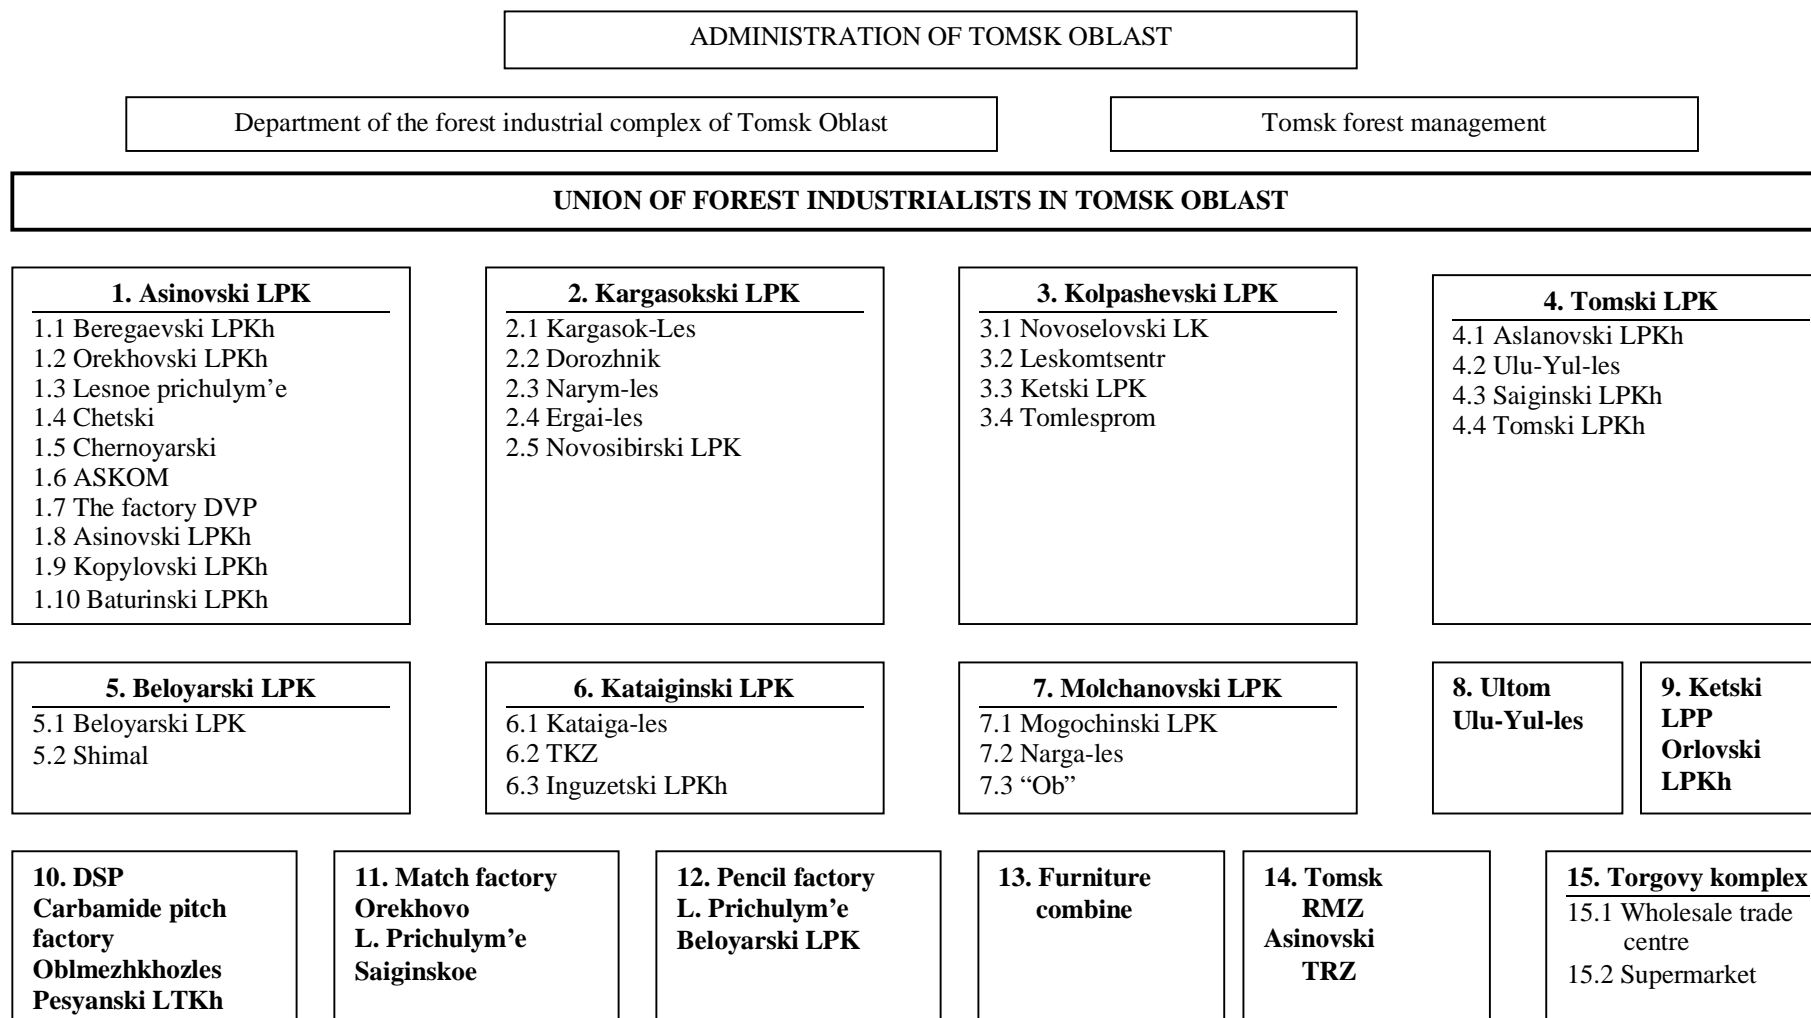 ADMINISTRATION OF TOMSK OBLAST
Department of the forest industrial complex of Tomsk Oblast
Tomsk forest management
UNION OF FOREST INDUSTRIALISTS IN TOMSK OBLAST
1. Asinovski LPK
1.1 Beregaevski LPKh
1.2 Orekhovski LPKh
1.3 Lesnoe prichulym’e
1.4 Chetski
1.5 Chernoyarski
1.6 ASKOM
1.7 The factory DVP
1.8 Asinovski LPKh
1.9 Kopylovski LPKh
1.10 Baturinski LPKh
2. Kargasokski LPK
2.1 Kargasok-Les
2.2 Dorozhnik
2.3 Narym-les
2.4 Ergai-les
2.5 Novosibirski LPK
3. Kolpashevski LPK
3.1 Novoselovski LK
3.2 Leskomtsentr
3.3 Ketski LPK
3.4 Tomlesprom
4. Tomski LPK
4.1 Aslanovski LPKh
4.2 Ulu-Yul-les
4.3 Saiginski LPKh
4.4 Tomski LPKh
5. Beloyarski LPK
5.1 Beloyarski LPK
5.2 Shimal
6. Kataiginski LPK
6.1 Kataiga-les
6.2 TKZ
6.3 Inguzetski LPKh
7. Molchanovski LPK
7.1 Mogochinski LPK
7.2 Narga-les
7.3 “Ob”
8. Ultom
Ulu-Yul-les
9. Ketski
LPP
Orlovski
LPKh
10. DSP
Carbamide pitch
factory
Oblmezhkhozles
Pesyanski LTKh
11. Match factory
Orekhovo
L. Prichulym’e
Saiginskoe
12. Pencil factory
L. Prichulym’e
Beloyarski LPK
13. Furniture
combine
14. Tomsk
RMZ
Asinovski
TRZ
15. Torgovy komplex
15.1 Wholesale trade
centre
15.2 Supermarket